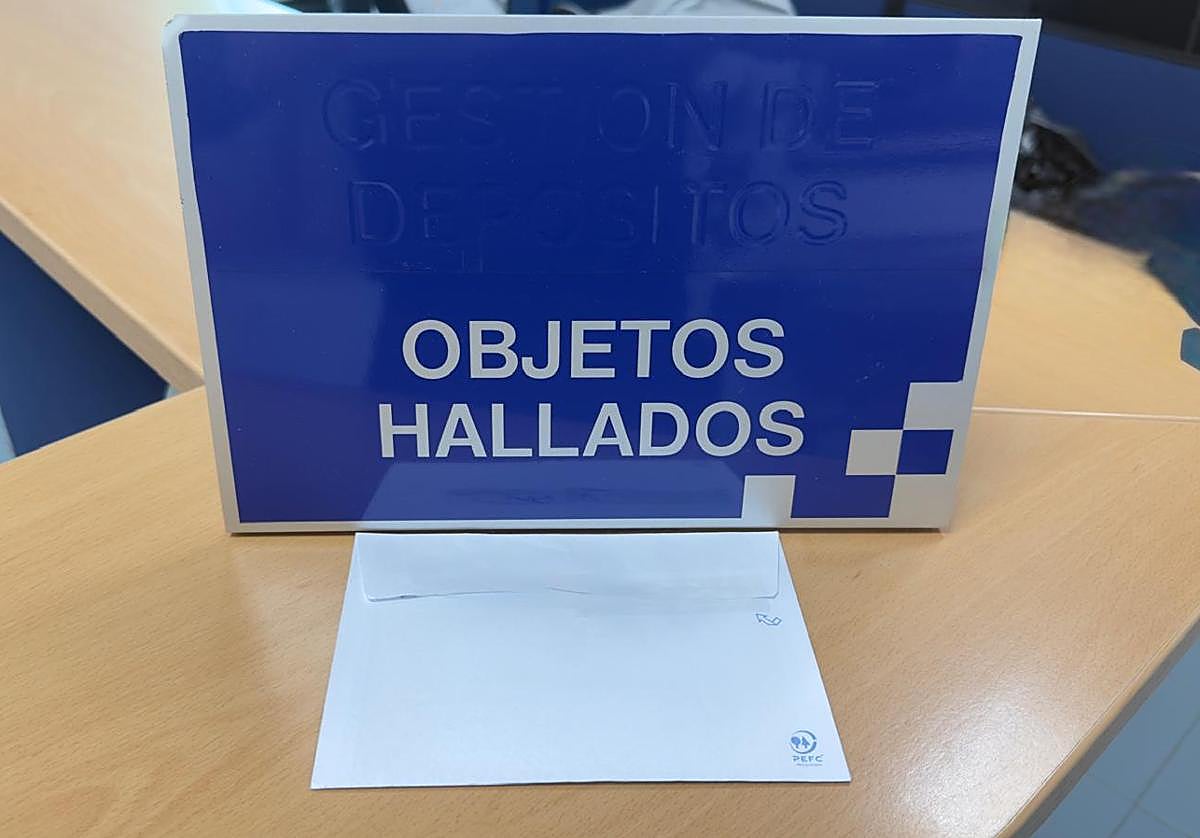 GESTION DE
DEPOSITOS
OBJETOS
HALLADOS
PEFC